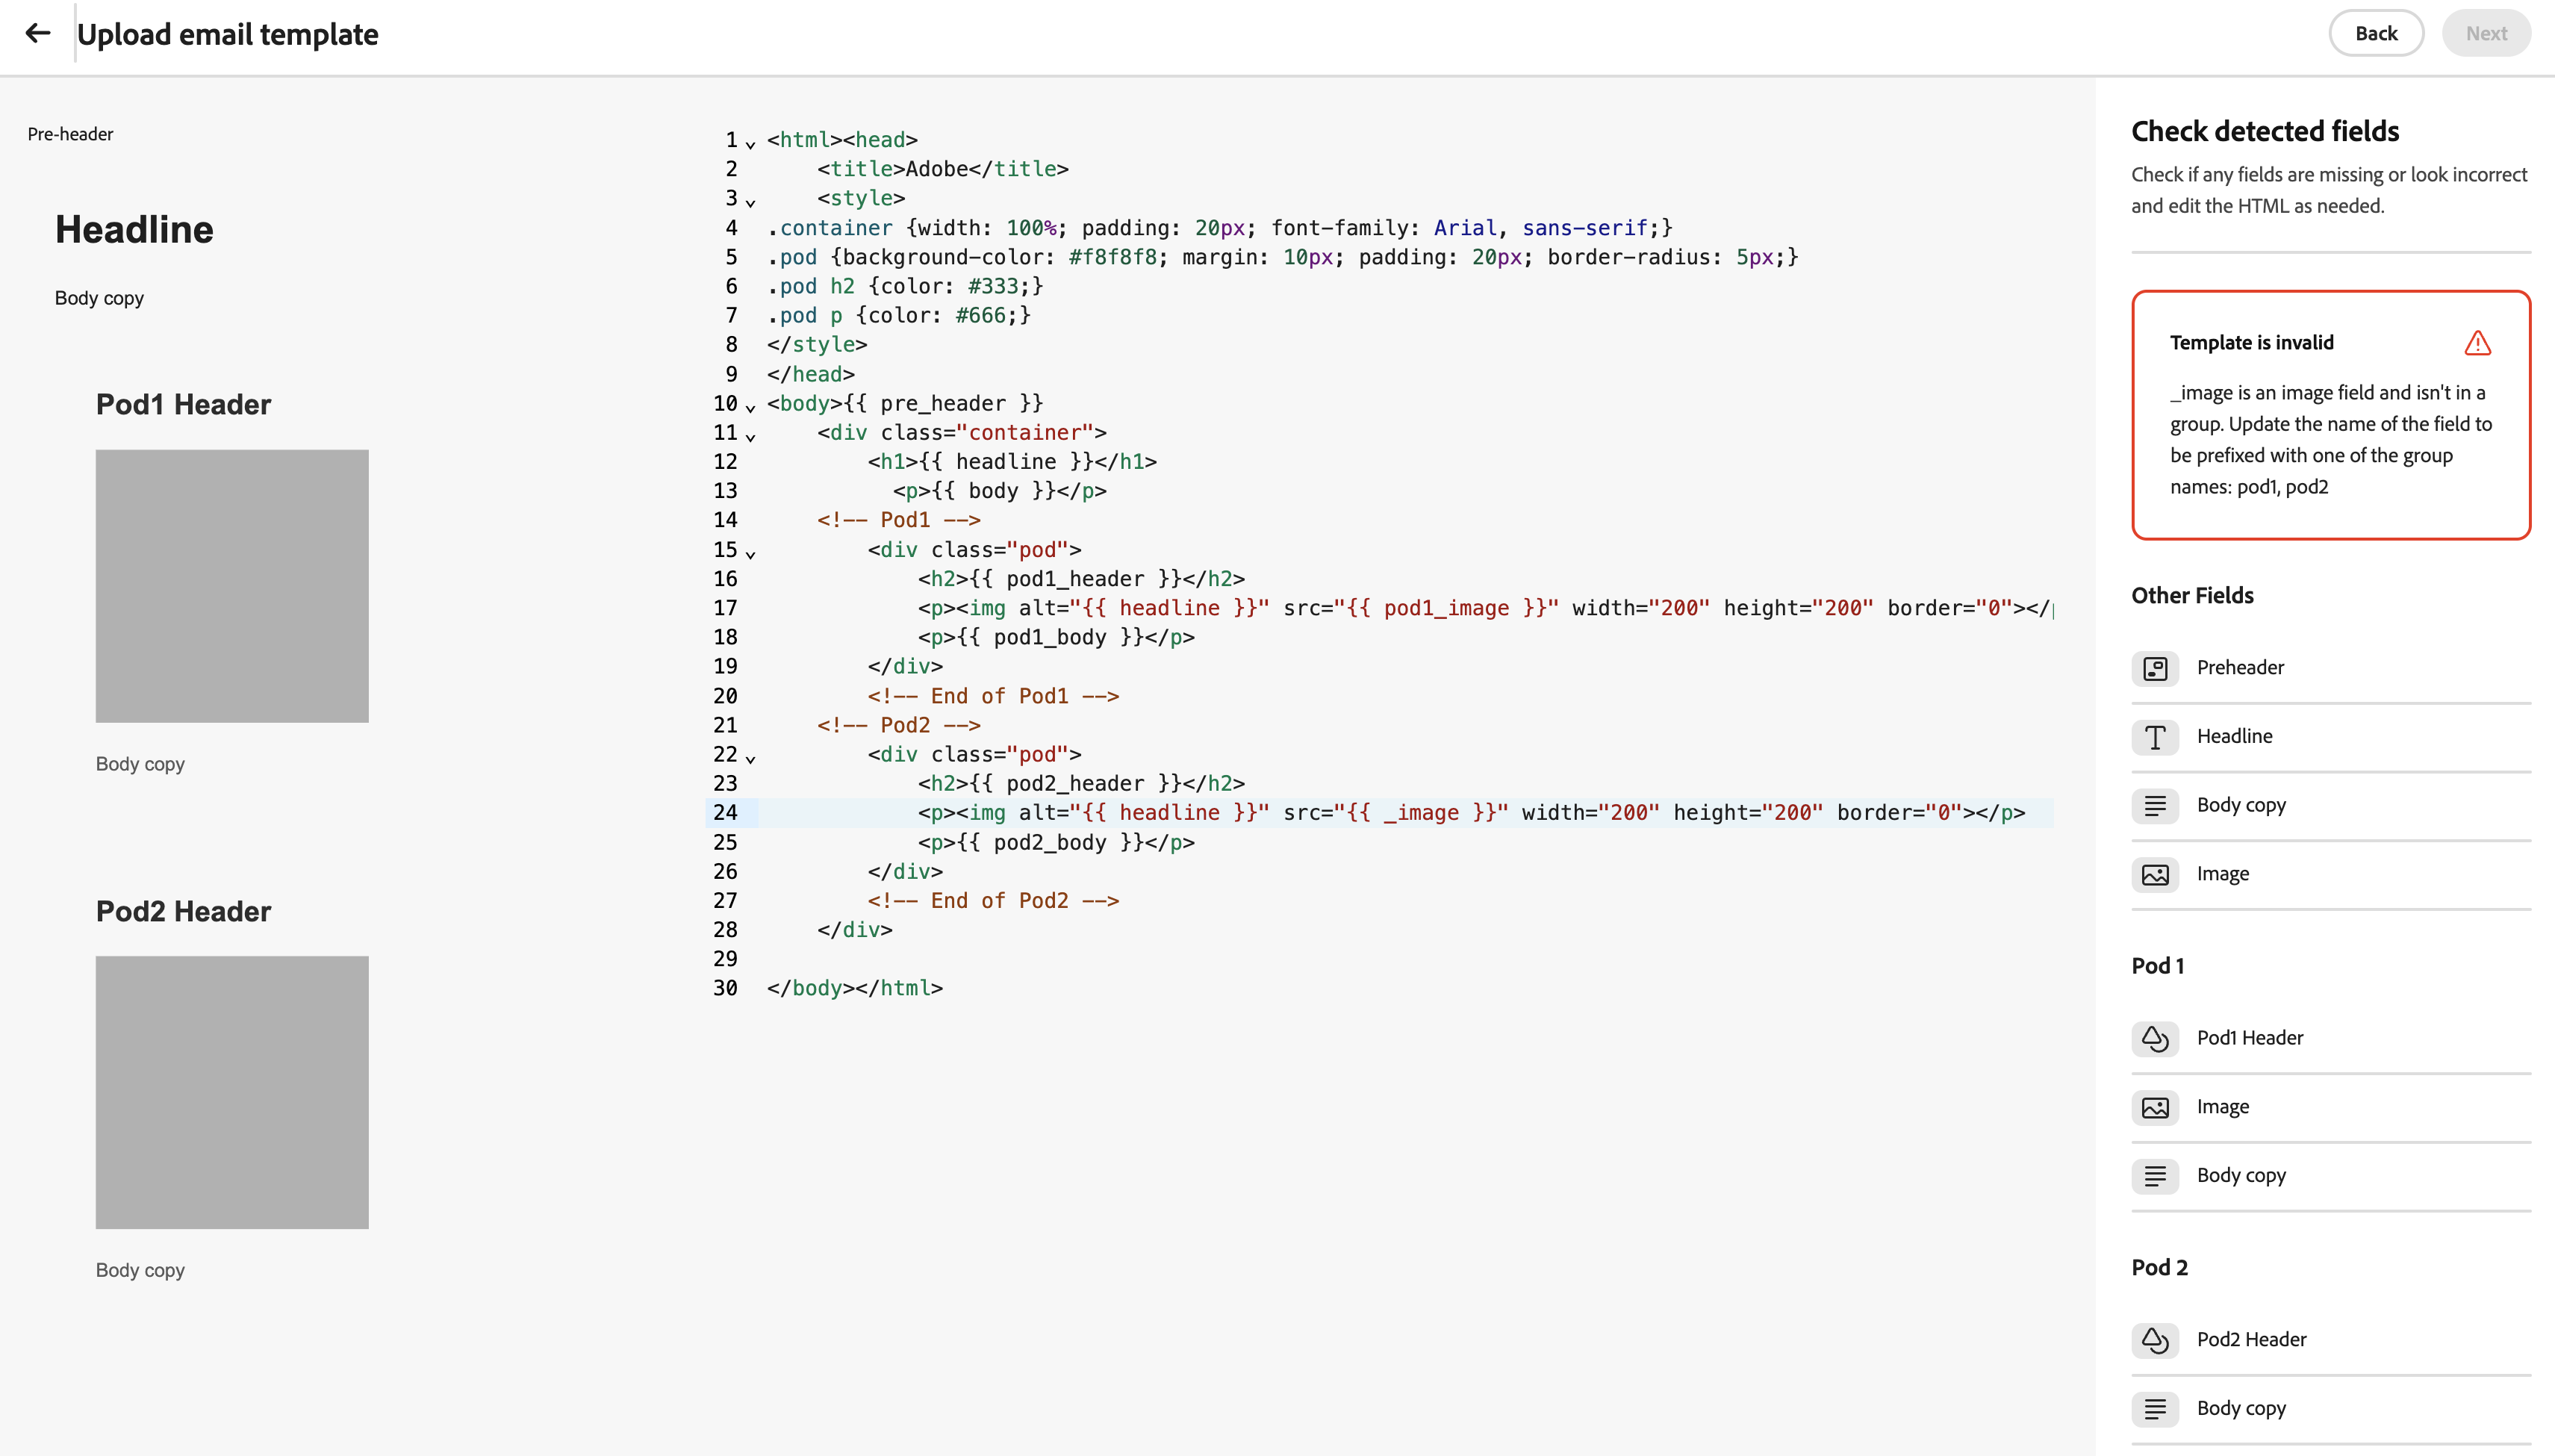 Upload email template
Back
Next
Pre-header
Headline
Body copy
Pod1 Header
Body copy
Pod2 Header
Body copy
1 <html><head>
2 <title>Adobe</title>
3 <style>
4 .container {width: 100%; padding: 20px; font-family: Arial, sans-serif;}
5 .pod {background-color: #f8f8f8; margin: 10px; padding: 20px; border-radius: 5px;}
6 .pod h2 {color: #333;}
7 .pod p {color: #666;}
8 </style>
9 </head>
10 <body>{{ pre_header }}
11 <div class="container">
12 <h1>{{ headline }}</h1>
13 <p>{{ body }}</p>
14 <!-- Pod1 -->
15 <div class="pod">
16 <h2>{{ pod1_header }}</h2>
17 <p><img alt="{{ headline }}" src="{{ pod1_image }}" width="200" height="200" border="0"></
18 <p>{{ pod1_body }}</p>
19 </div>
20 <!-- End of Pod1 -->
21 <!-- Pod2 -->
22 <div class="pod">
23 <h2>{{ pod2_header }}</h2>
24 <p><img alt="{{ headline }}" src="{{ _image }}" width="200" height="200" border="0"></p>
25 <p>{{ pod2_body }}</p>
26 </div>
27 <!-- End of Pod2 -->
28 </div>
29
30 </body></html>
Check detected fields
Check if any fields are missing or look incorrect
and edit the HTML as needed.
Template is invalid
_image is an image field and isn't in a
group. Update the name of the field to
be prefixed with one of the group
names: pod1, pod2
Other Fields
Preheader
Headline
Body copy
Image
Pod 1
Pod1 Header
Image
Body copy
Pod 2
Pod2 Header
Body copy